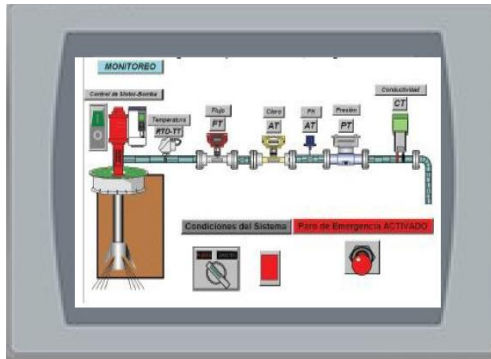 MONITOREO
Control de Motor-Bomba
Temperatura
RTD-TT
Flujo
FT
Cloro
AT
PH
AT
Presión
PT
Conductividad
CT
Condiciones del Sistema
Paro de Emergencia ACTIVADO